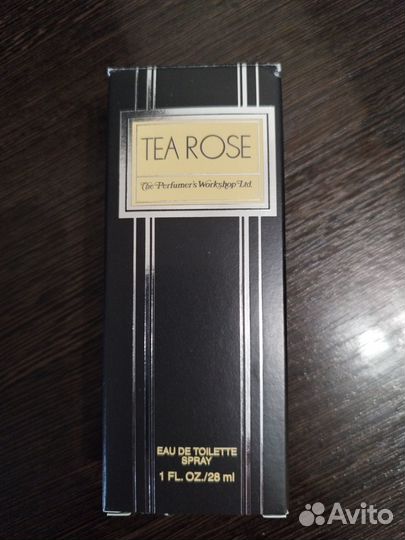 TEA ROSE
The Perfumer's Workshop Ltd.
EAU DE TOILETTE
SPRAY
1 FL. OZ./28 ml
Avito